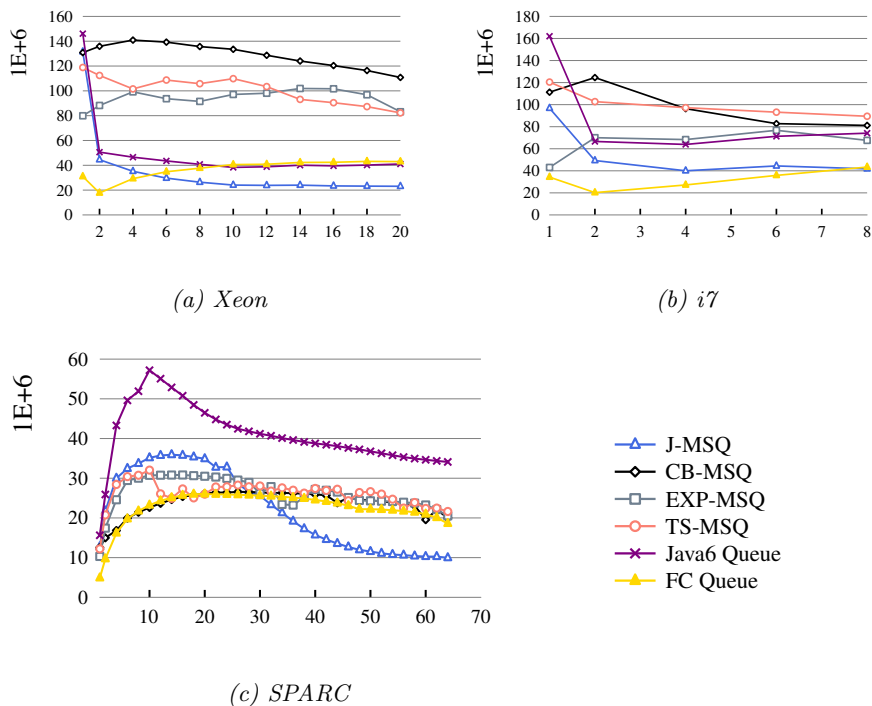 160
140
120
100
80
60
40
20
0
1E+6
2 4 6 8 10 12 14 16 18 20
(a) Xeon
180
160
140
120
100
80
60
40
20
0
1E+6
1 2 3 4 5 6 7 8
(b) i7
60
50
40
30
20
10
0
1E+6
10 20 30 40 50 60 70
(c) SPARC
J-MSQ
CB-MSQ
EXP-MSQ
TS-MSQ
Java6 Queue
FC Queue